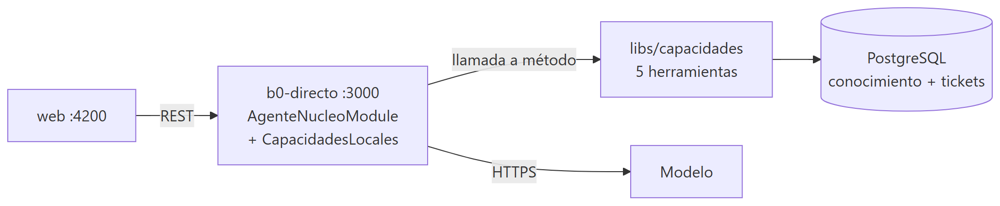 web :4200
REST
b0-directo :3000
AgenteNucleoModule
+ CapacidadesLocales
llamada a método
HTTPS
libs/capacidades
5 herramientas
Modelo
PostgreSQL
conocimiento + tickets